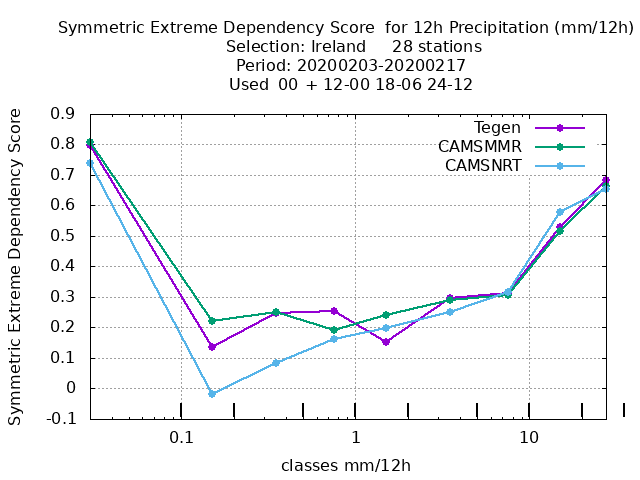 Symmetric Extreme Dependency Score  for 12h Precipitation (mm/12h)
Selection: Ireland     28 stations
Period: 20200203-20200217
Used  00  + 12-00 18-06 24-12
Symmetric Extreme Dependency Score
0.9
0.8
0.7
0.6
0.5
0.4
0.3
0.2
0.1
0
-0.1
Tegen
CAMSMMR
CAMSNRT
0.1
1
10
classes mm/12h